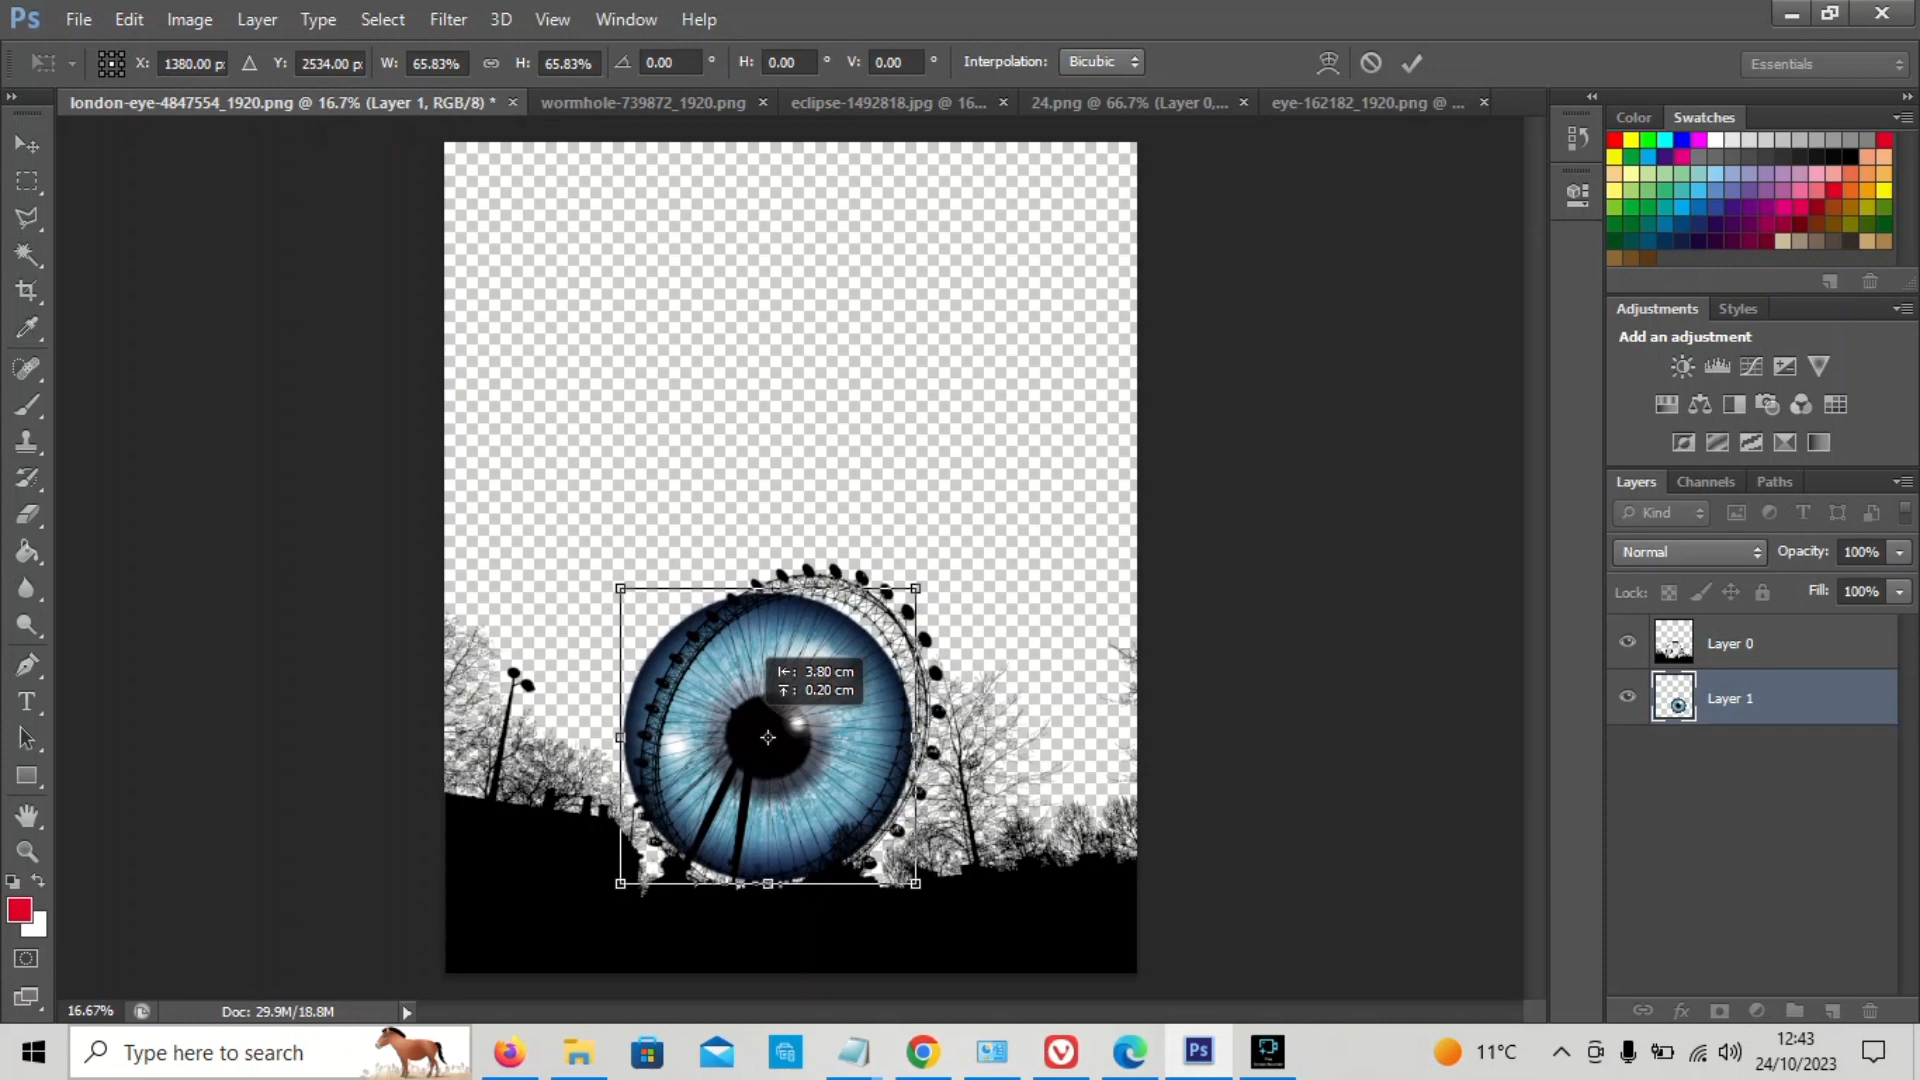 Ps File Edit Image Layer Type Select Filter 3D View Window Help
X: 1380.00 p Y: 2534.00 p W: 65.83% H: 65.83% 0.00 ° H: 0.00 ° V: 0.00 ° Interpolation: Bicubic Essentials
london-eye-4847554_1920.png @ 16.7% (Layer 1, RGB/8) * × wormhole-739872_1920.png × eclipse-1492818.jpg @ 16... × 24.png @ 66.7% (Layer 0,... × eye-162182_1920.png @ ... ×
Color Swatches
Adjustments Styles
Add an adjustment
Layers Channels Paths
Kind
Normal Opacity: 100%
Lock: Fill: 100%
Layer 0
Layer 1
3.80 cm
0.20 cm
16.67% Doc: 29.9M/18.8M
Type here to search
Ps
11°C
12:43
24/10/2023